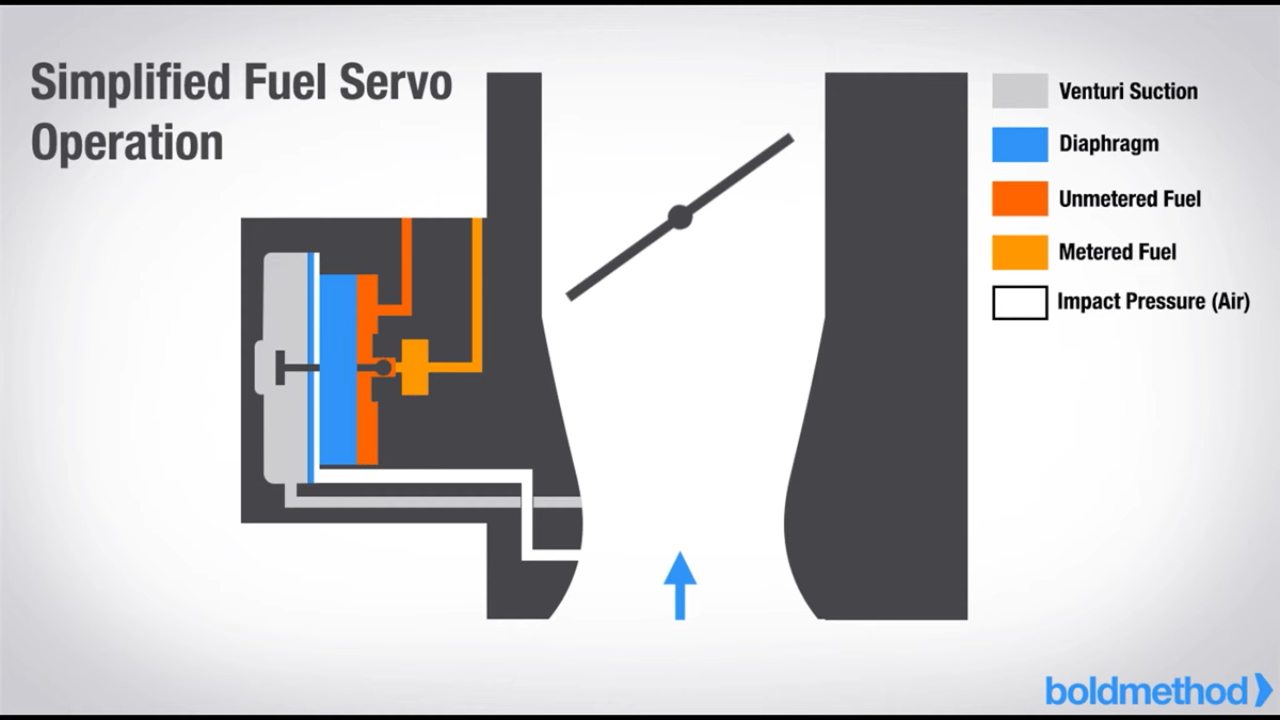 Simplified Fuel Servo
Operation
Venturi Suction
Diaphragm
Unmetered Fuel
Metered Fuel
Impact Pressure (Air)
boldmethod